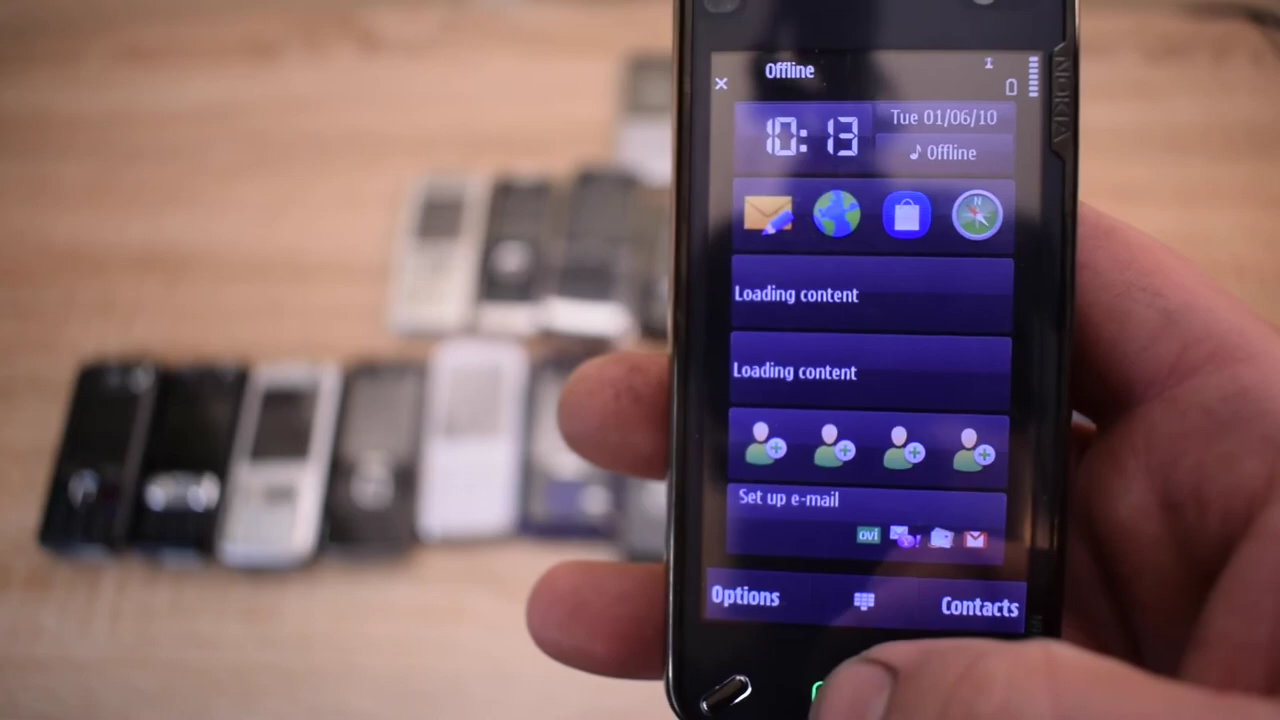 Offline
10:13
Tue 01/06/10
Offline
N
Loading content
Loading content
Set up e-mail
ovi
Options
Contacts
NOKIA